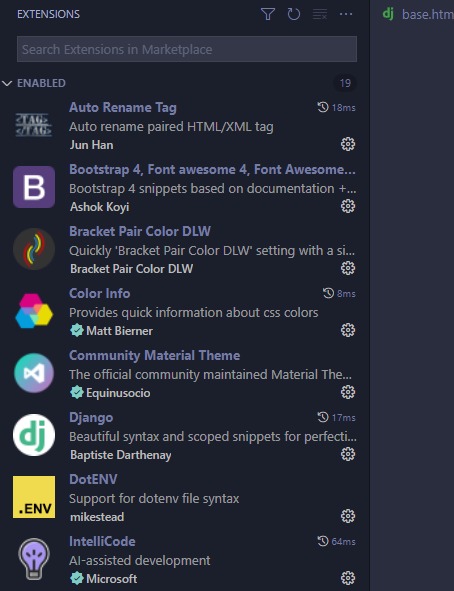 EXTENSIONS
base.htm
Search Extensions in Marketplace
ENABLED 19
Auto Rename Tag 18ms
Auto rename paired HTML/XML tag
Jun Han
Bootstrap 4, Font awesome 4, Font Awesome...
Bootstrap 4 snippets based on documentation +...
Ashok Koyi
Bracket Pair Color DLW
Quickly 'Bracket Pair Color DLW' setting with a si...
Bracket Pair Color DLW
Color Info 8ms
Provides quick information about css colors
Matt Bierner
Community Material Theme
The official community maintained Material The...
Equinusocio
Django 17ms
Beautiful syntax and scoped snippets for perfecti...
Baptiste Darthenay
DotENV
Support for dotenv file syntax
mikestead
IntelliCode 64ms
AI-assisted development
Microsoft
<TAG>
</TAG>
B
dj
.ENV
dj